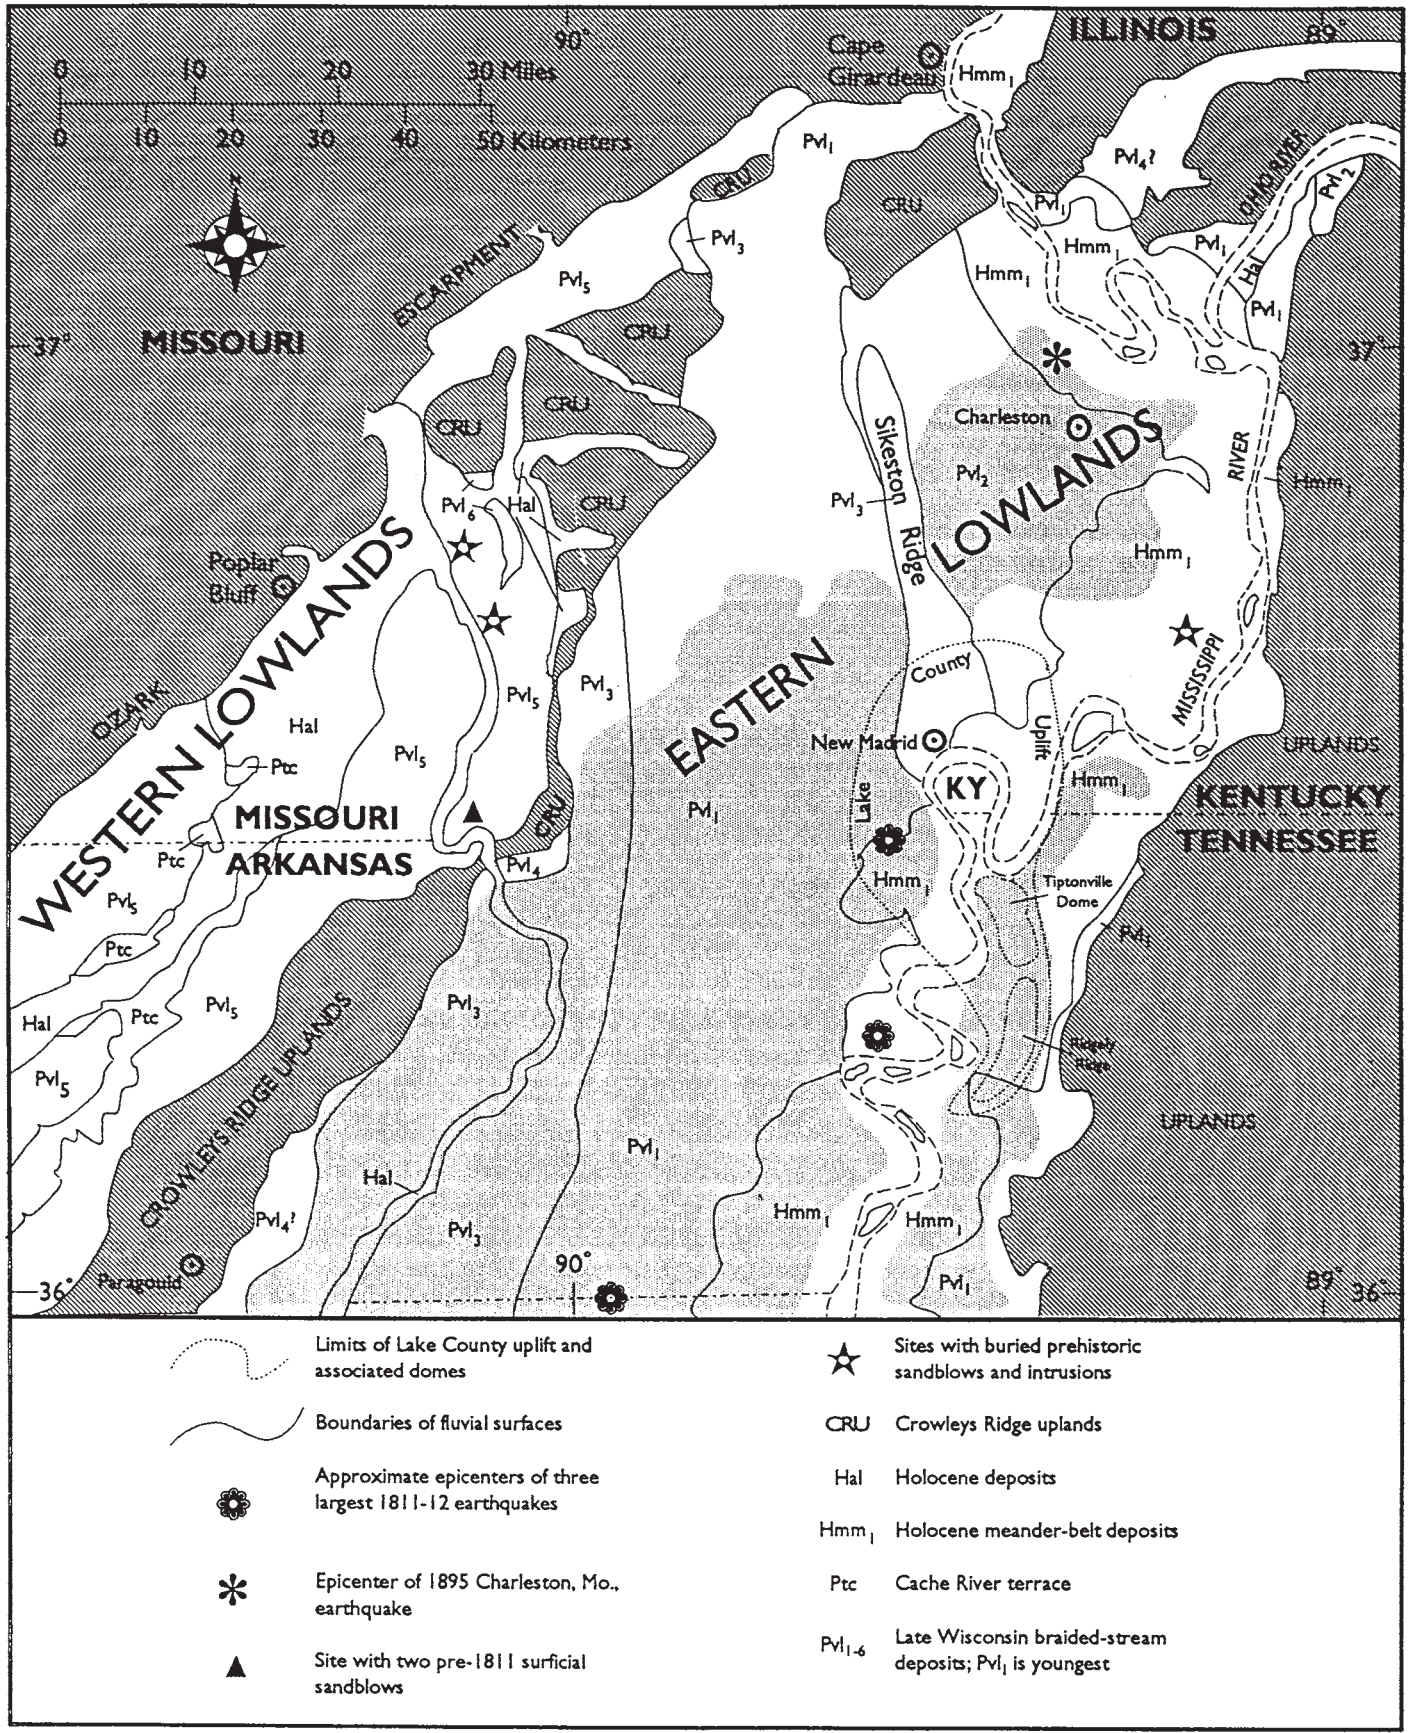 ILLINOIS
90°
89°
Cape
Girardeau
Hmm₁
0 10 20 30 Miles
0 10 20 30 40 50 Kilometers
N
Pvl₁
Pvl₄?
OHIO RIVER
Pvl₂
CRU
CRU
Pvl₁
Pvl₃
Hmm₁
Pvl₁
Hal
ESCARPMENT
Pvl₅
Hmm₁
Pvl₁
CRU
37°
MISSOURI
37°
CRU
CRU
Charleston
Sikeston Ridge
LOWLANDS
RIVER
Pvl₂
Hmm₁
Pvl₆
Hal
CRU
Pvl₃
Hmm₁
Poplar
Bluff
WESTERN LOWLANDS
County
MISSISSIPPI
Pvl₅
Pvl₃
EASTERN
OZARK
Hal
Uplift
New Madrid
UPLANDS
Pvl₅
Ptc
Hmm₁
KY
KENTUCKY
Lake
Pvl₁
MISSOURI
CRU
TENNESSEE
Ptc
ARKANSAS
Pvl₄
Hmm₁
Tiptonville
Dome
Pvl₅
Pvl₁
Ptc
Pvl₃
Pvl₅
Ptc
Hal
Ridgely
Ridge
Pvl₅
CROWLEYS RIDGE UPLANDS
UPLANDS
Pvl₁
Hal
Pvl₄?
Hmm₁
Hmm₁
Pvl₃
90°
Paragould
36°
Pvl₁
89°
36°
Limits of Lake County uplift and
associated domes
Boundaries of fluvial surfaces
Approximate epicenters of three
largest 1811-12 earthquakes
Epicenter of 1895 Charleston, Mo.,
earthquake
Site with two pre-1811 surficial
sandblows
Sites with buried prehistoric
sandblows and intrusions
CRU Crowleys Ridge uplands
Hal Holocene deposits
Hmm₁ Holocene meander-belt deposits
Ptc Cache River terrace
Pvl₁₋₆ Late Wisconsin braided-stream
deposits; Pvl₁ is youngest